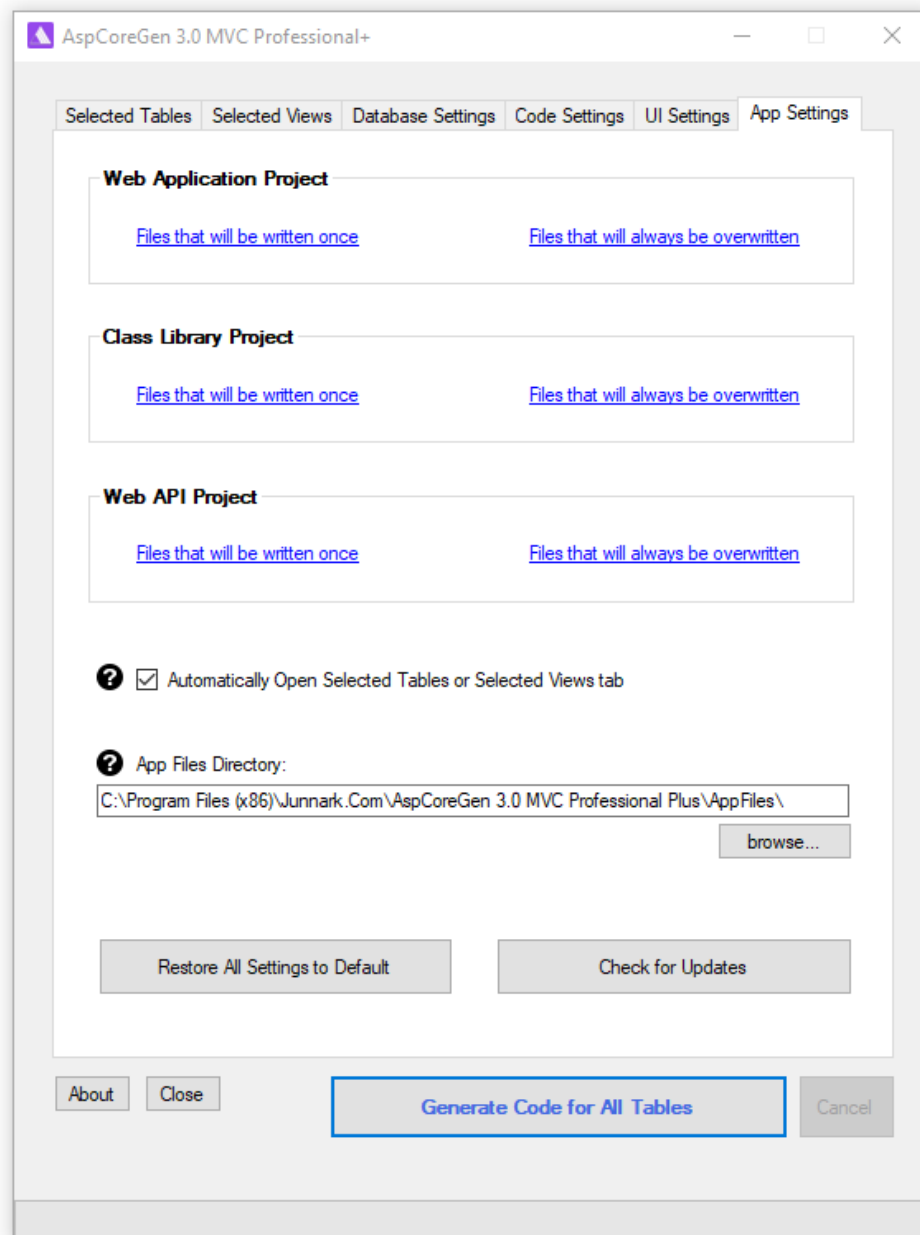 AspCoreGen 3.0 MVC Professional+
Selected Tables Selected Views Database Settings Code Settings UI Settings App Settings
Web Application Project
Files that will be written once Files that will always be overwritten
Class Library Project
Files that will be written once Files that will always be overwritten
Web API Project
Files that will be written once Files that will always be overwritten
? Automatically Open Selected Tables or Selected Views tab
? App Files Directory:
C:\Program Files (x86)\Junnark.Com\AspCoreGen 3.0 MVC Professional Plus\AppFiles\
browse...
Restore All Settings to Default Check for Updates
About Close Generate Code for All Tables Cancel